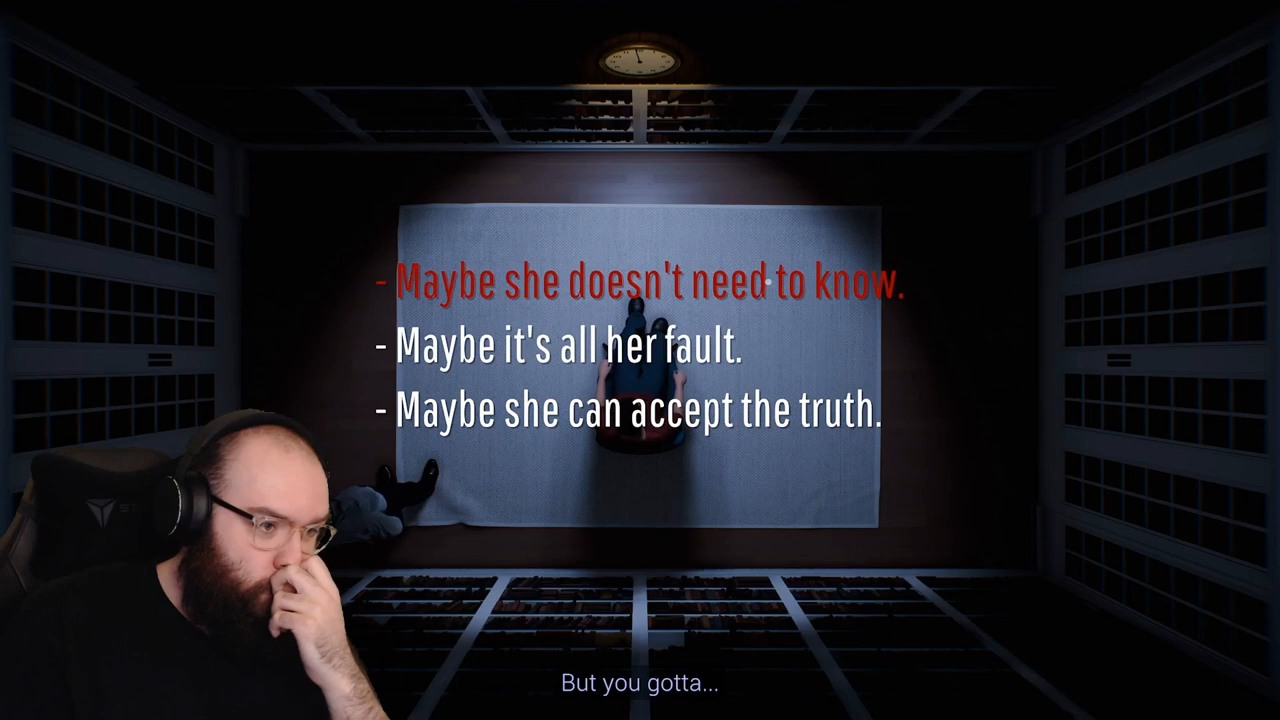 - Maybe she doesn't need to know.
- Maybe it's all her fault.
- Maybe she can accept the truth.
But you gotta...